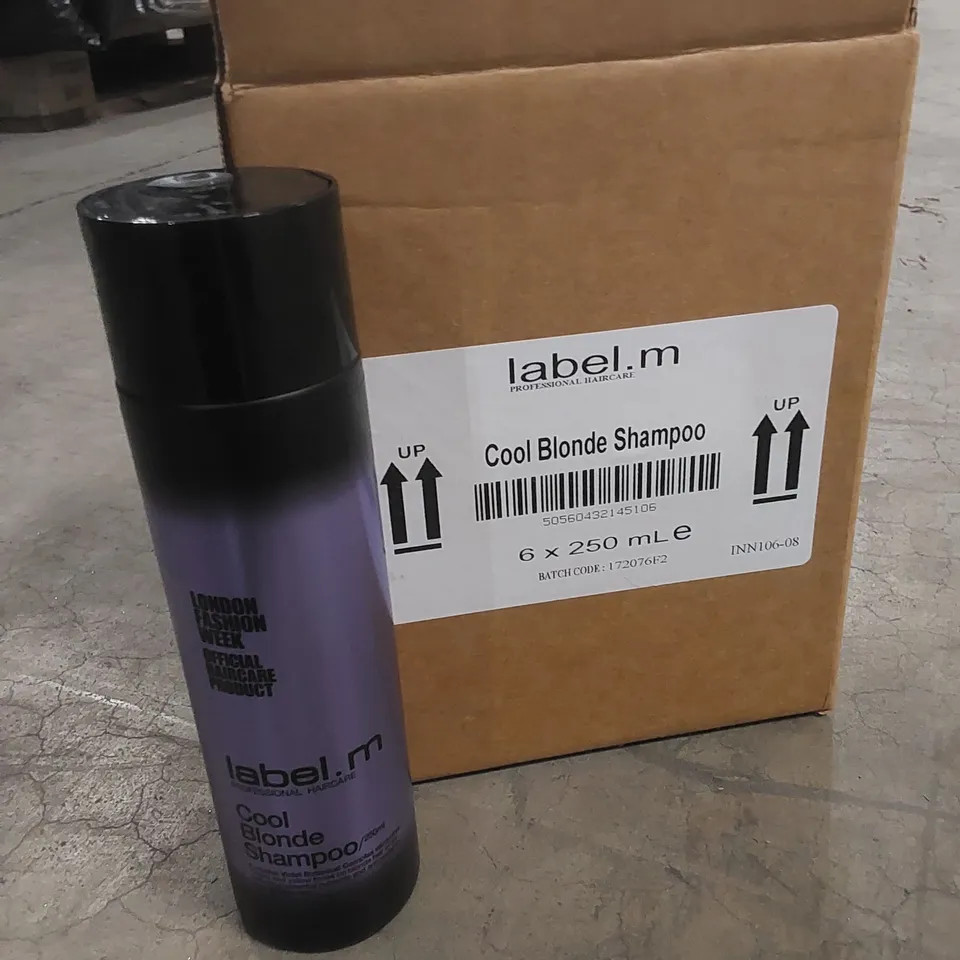 label.m
PROFESSIONAL HAIRCARE
Cool Blonde Shampoo
UP
UP
50560432145106
6 x 250 mL e
BATCH CODE: 172076F2
INN106-08
LONDON
FASHION
WEEK
OFFICIAL
HAIRCARE
PRODUCT
label.m
PROFESSIONAL HAIRCARE
Cool
Blonde
Shampoo/250ml